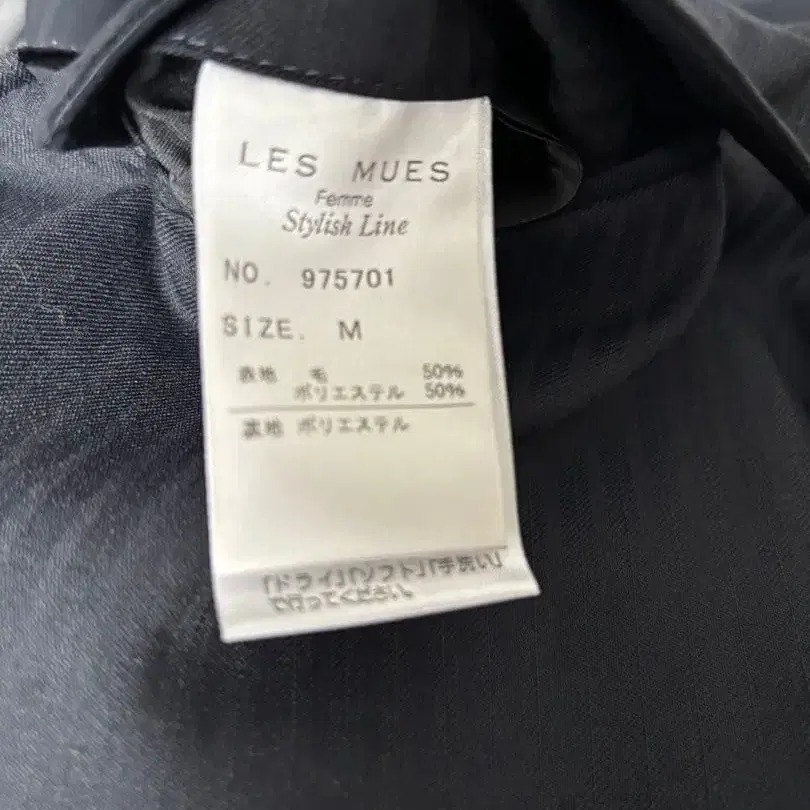 LES MUES
Femme
Stylish Line
NO. 975701
SIZE. M
表地 毛 50%
ポリエステル 50%
裏地 ポリエステル
「ドライ」「ソフト」「手洗い」
で行ってください。